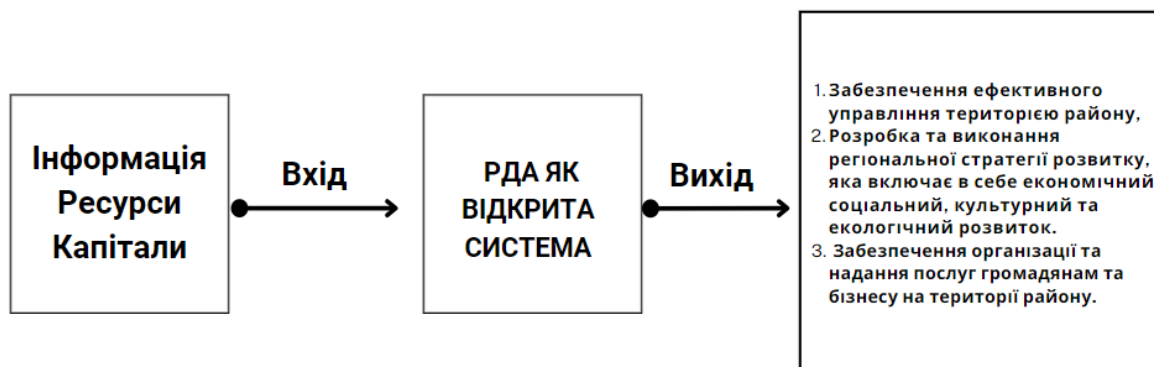 Інформація
Ресурси
Капітали
Вхід
РДА ЯК
ВІДКРИТА
СИСТЕМА
Вихід
1. Забезпечення ефективного
управління територією району,
2. Розробка та виконання
регіональної стратегії розвитку,
яка включає в себе економічний
соціальний, культурний та
екологічний розвиток.
3. Забезпечення організації та
надання послуг громадянам та
бізнесу на території району.